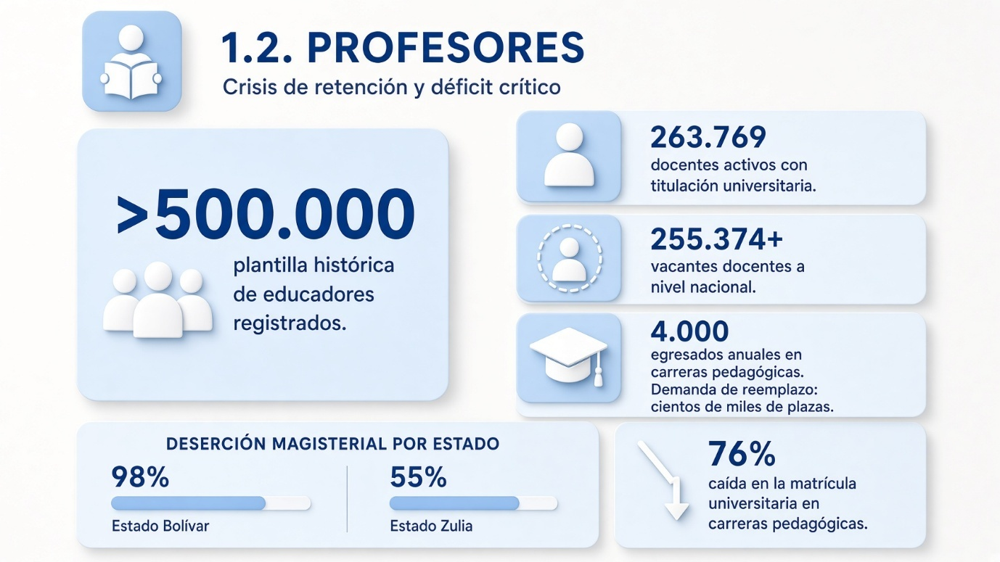 1.2. PROFESORES
Crisis de retención y déficit crítico
>500.000
plantilla histórica
de educadores
registrados.
263.769
docentes activos con
titulación universitaria.
255.374+
vacantes docentes a
nivel nacional.
4.000
egresados anuales en
carreras pedagógicas.
Demanda de reemplazo:
cientos de miles de plazas.
DESERCIÓN MAGISTERIAL POR ESTADO
98%
Estado Bolívar
55%
Estado Zulia
76%
caída en la matrícula
universitaria en
carreras pedagógicas.